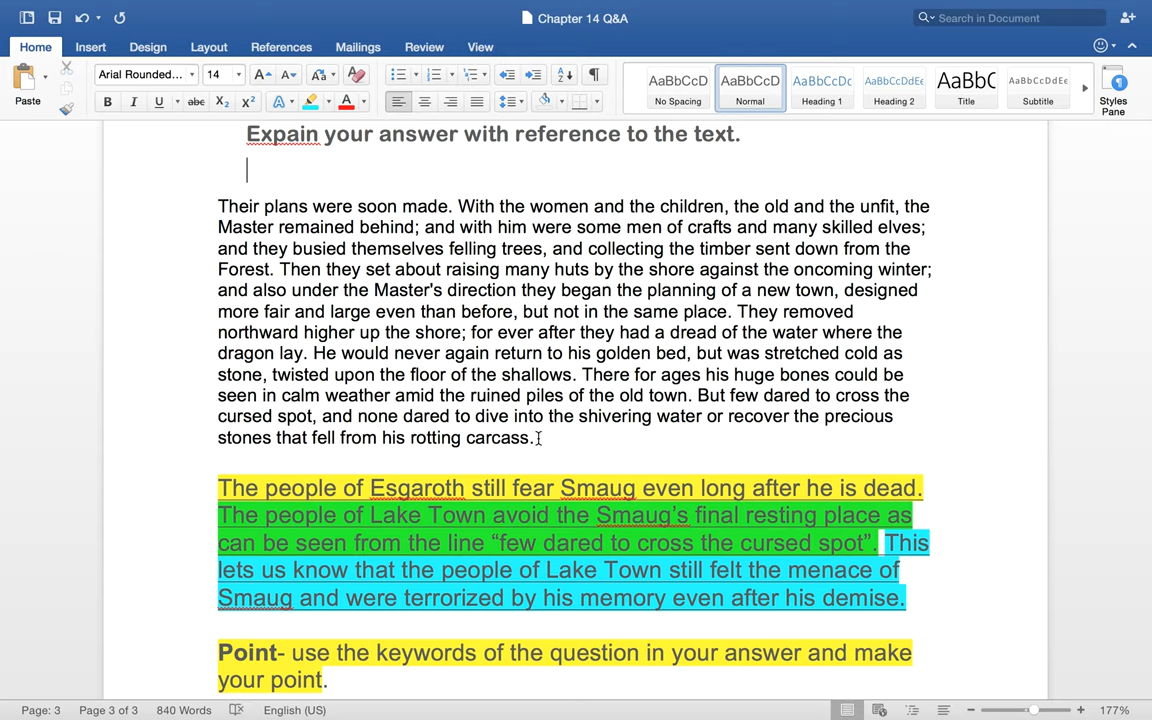 Chapter 14 Q&A
Search in Document
Home Insert Design Layout References Mailings Review View
Paste
Arial Rounded... 14
AaBbCcD AaBbCcD AaBbCcDc AaBbCcDdEe AaBbC AaBbCcDdEe
No Spacing Normal Heading 1 Heading 2 Title Subtitle
Styles
Pane
Expain your answer with reference to the text.
Their plans were soon made. With the women and the children, the old and the unfit, the
Master remained behind; and with him were some men of crafts and many skilled elves;
and they busied themselves felling trees, and collecting the timber sent down from the
Forest. Then they set about raising many huts by the shore against the oncoming winter;
and also under the Master's direction they began the planning of a new town, designed
more fair and large even than before, but not in the same place. They removed
northward higher up the shore; for ever after they had a dread of the water where the
dragon lay. He would never again return to his golden bed, but was stretched cold as
stone, twisted upon the floor of the shallows. There for ages his huge bones could be
seen in calm weather amid the ruined piles of the old town. But few dared to cross the
cursed spot, and none dared to dive into the shivering water or recover the precious
stones that fell from his rotting carcass.
The people of Esgaroth still fear Smaug even long after he is dead.
The people of Lake Town avoid the Smaug's final resting place as
can be seen from the line “few dared to cross the cursed spot”. This
lets us know that the people of Lake Town still felt the menace of
Smaug and were terrorized by his memory even after his demise.
Point- use the keywords of the question in your answer and make
your point.
Page: 3 Page 3 of 3 840 Words English (US) 177%